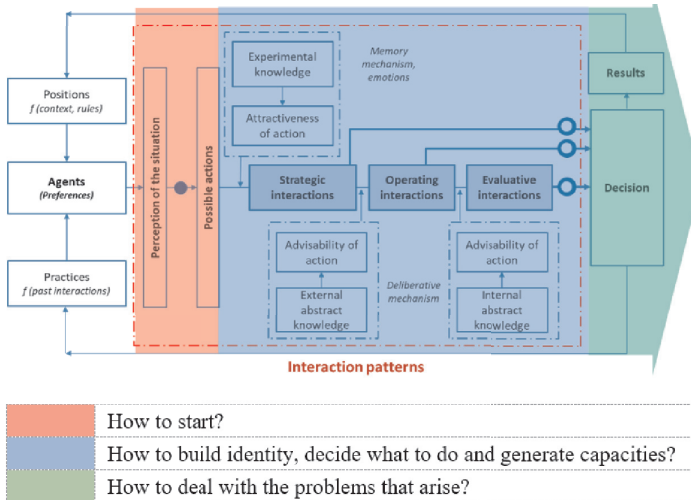 Experimental
knowledge
Memory
mechanism,
emotions
Results
Positions
f (context, rules)
Attractiveness
of action
Perception of the situation
Possible actions
Agents
(Preferences)
Strategic
interactions
Operating
interactions
Evaluative
interactions
Decision
Practices
f (past interactions)
Advisability of
action
Advisability of
action
Deliberative
mechanism
External
abstract
knowledge
Internal
abstract
knowledge
Interaction patterns
How to start?
How to build identity, decide what to do and generate capacities?
How to deal with the problems that arise?